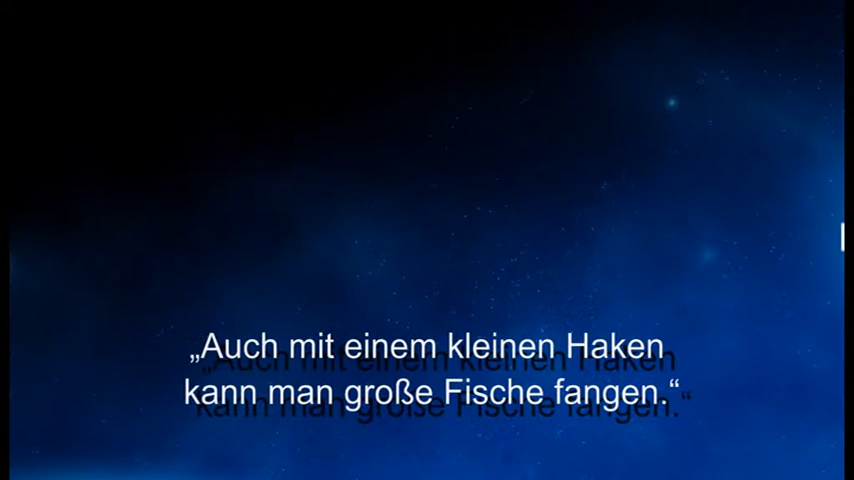 „Auch mit einem kleinen Haken
kann man große Fische fangen.“